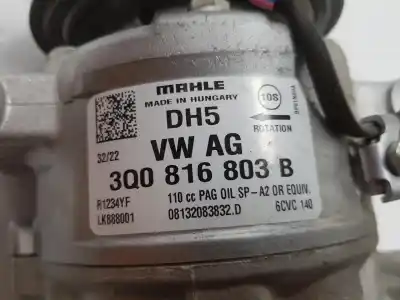 MAHLE
MADE IN HUNGARY
108
DH5
ROTATION
32/22
VW AG
3Q0 816 803 B
R1234YF
110 cc PAG OIL SP-A2 OR EQUIV.
LK888001
08132083832.D
6CVC 140